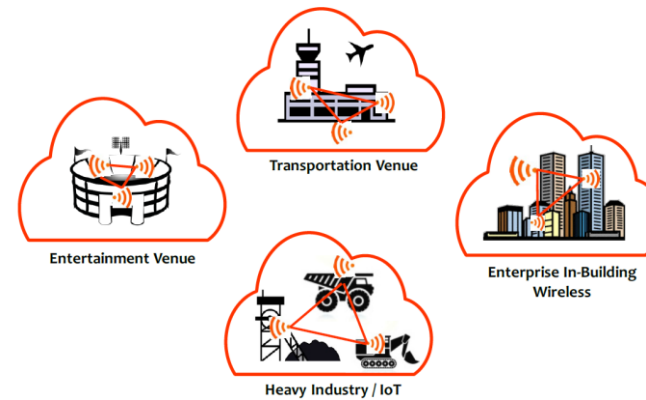 Transportation Venue
Entertainment Venue
Enterprise In-Building
Wireless
Heavy Industry / IoT